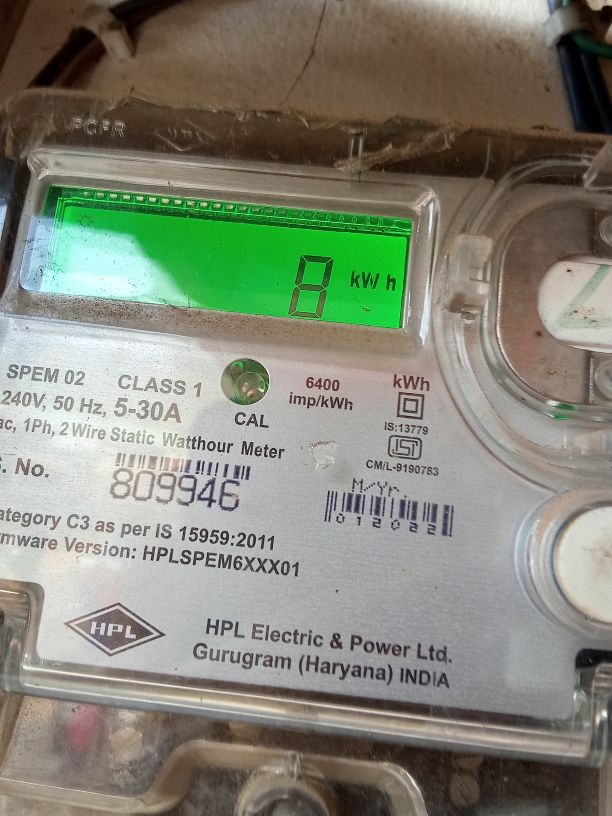 8 kWh
SPEM 02 CLASS 1
240V, 50 Hz, 5-30A
ac, 1Ph, 2 Wire Static Watthour Meter
CAL
6400
imp/kWh
kWh
IS:13779
ISI
CM/L-9190783
S. No.
809946
M/Yr.
012022
ategory C3 as per IS 15959:2011
rmware Version: HPLSPEM6XXX01
HPL
HPL Electric & Power Ltd.
Gurugram (Haryana) INDIA